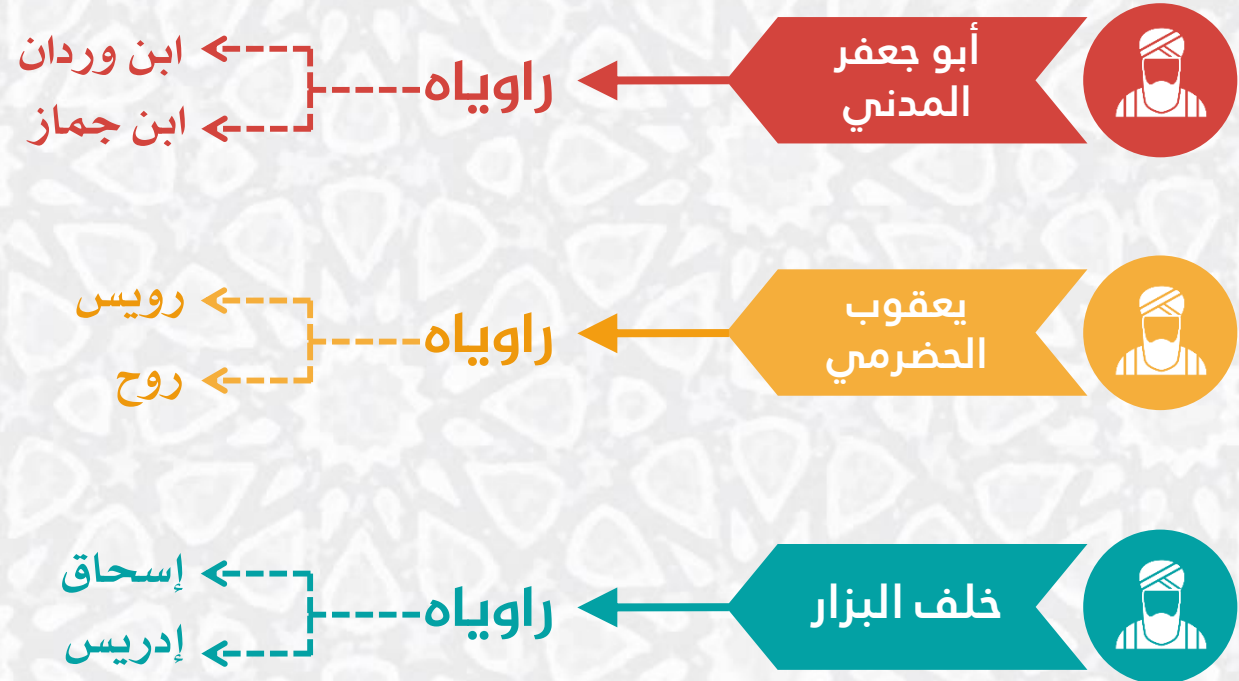 أبو جعفر
المدني
راوياه
ابن وردان
ابن جماز
يعقوب
الحضرمي
راوياه
رويس
روح
خلف البزار
راوياه
إسحاق
إدريس